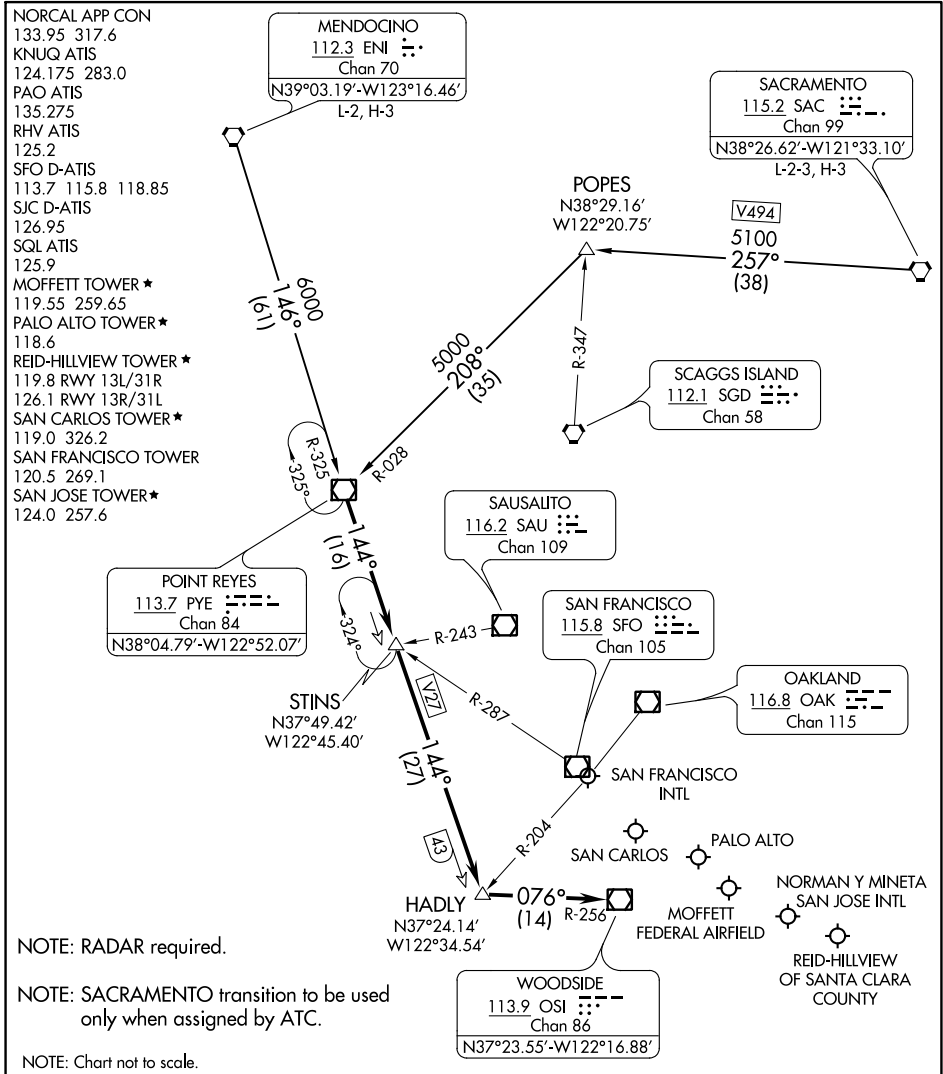 NORCAL APP CON
133.95 317.6
KNUQ ATIS
124.175 283.0
PAO ATIS
135.275
RHV ATIS
125.2
SFO D-ATIS
113.7 115.8 118.85
SJC D-ATIS
126.95
SQL ATIS
125.9
MOFFETT TOWER★
119.55 259.65
PALO ALTO TOWER★
118.6
REID-HILLVIEW TOWER★
119.8 RWY 13L/31R
126.1 RWY 13R/31L
SAN CARLOS TOWER★
119.0 326.2
SAN FRANCISCO TOWER
120.5 269.1
SAN JOSE TOWER★
124.0 257.6
MENDOCINO
112.3 ENI
Chan 70
N39°03.19'-W123°16.46'
L-2, H-3
SACRAMENTO
115.2 SAC
Chan 99
N38°26.62'-W121°33.10'
L-2-3, H-3
POPES
N38°29.16'
W122°20.75'
V494
5100
257°
(38)
6000
146°
(61)
5000
208°
(35)
R-347
SCAGGS ISLAND
112.1 SGD
Chan 58
R-325
325°
R-028
SAUSALITO
116.2 SAU
Chan 109
144°
(16)
POINT REYES
113.7 PYE
Chan 84
N38°04.79'-W122°52.07'
SAN FRANCISCO
115.8 SFO
Chan 105
R-243
324°
OAKLAND
116.8 OAK
Chan 115
STINS
N37°49.42'
W122°45.40'
V27
R-287
144°
(27)
SAN FRANCISCO
INTL
R-204
43
SAN CARLOS
PALO ALTO
HADLY
N37°24.14'
W122°34.54'
076°
(14)
R-256
MOFFETT
FEDERAL AIRFIELD
NORMAN Y MINETA
SAN JOSE INTL
REID-HILLVIEW
OF SANTA CLARA
COUNTY
WOODSIDE
113.9 OSI
Chan 86
N37°23.55'-W122°16.88'
NOTE: RADAR required.
NOTE: SACRAMENTO transition to be used
only when assigned by ATC.
NOTE: Chart not to scale.